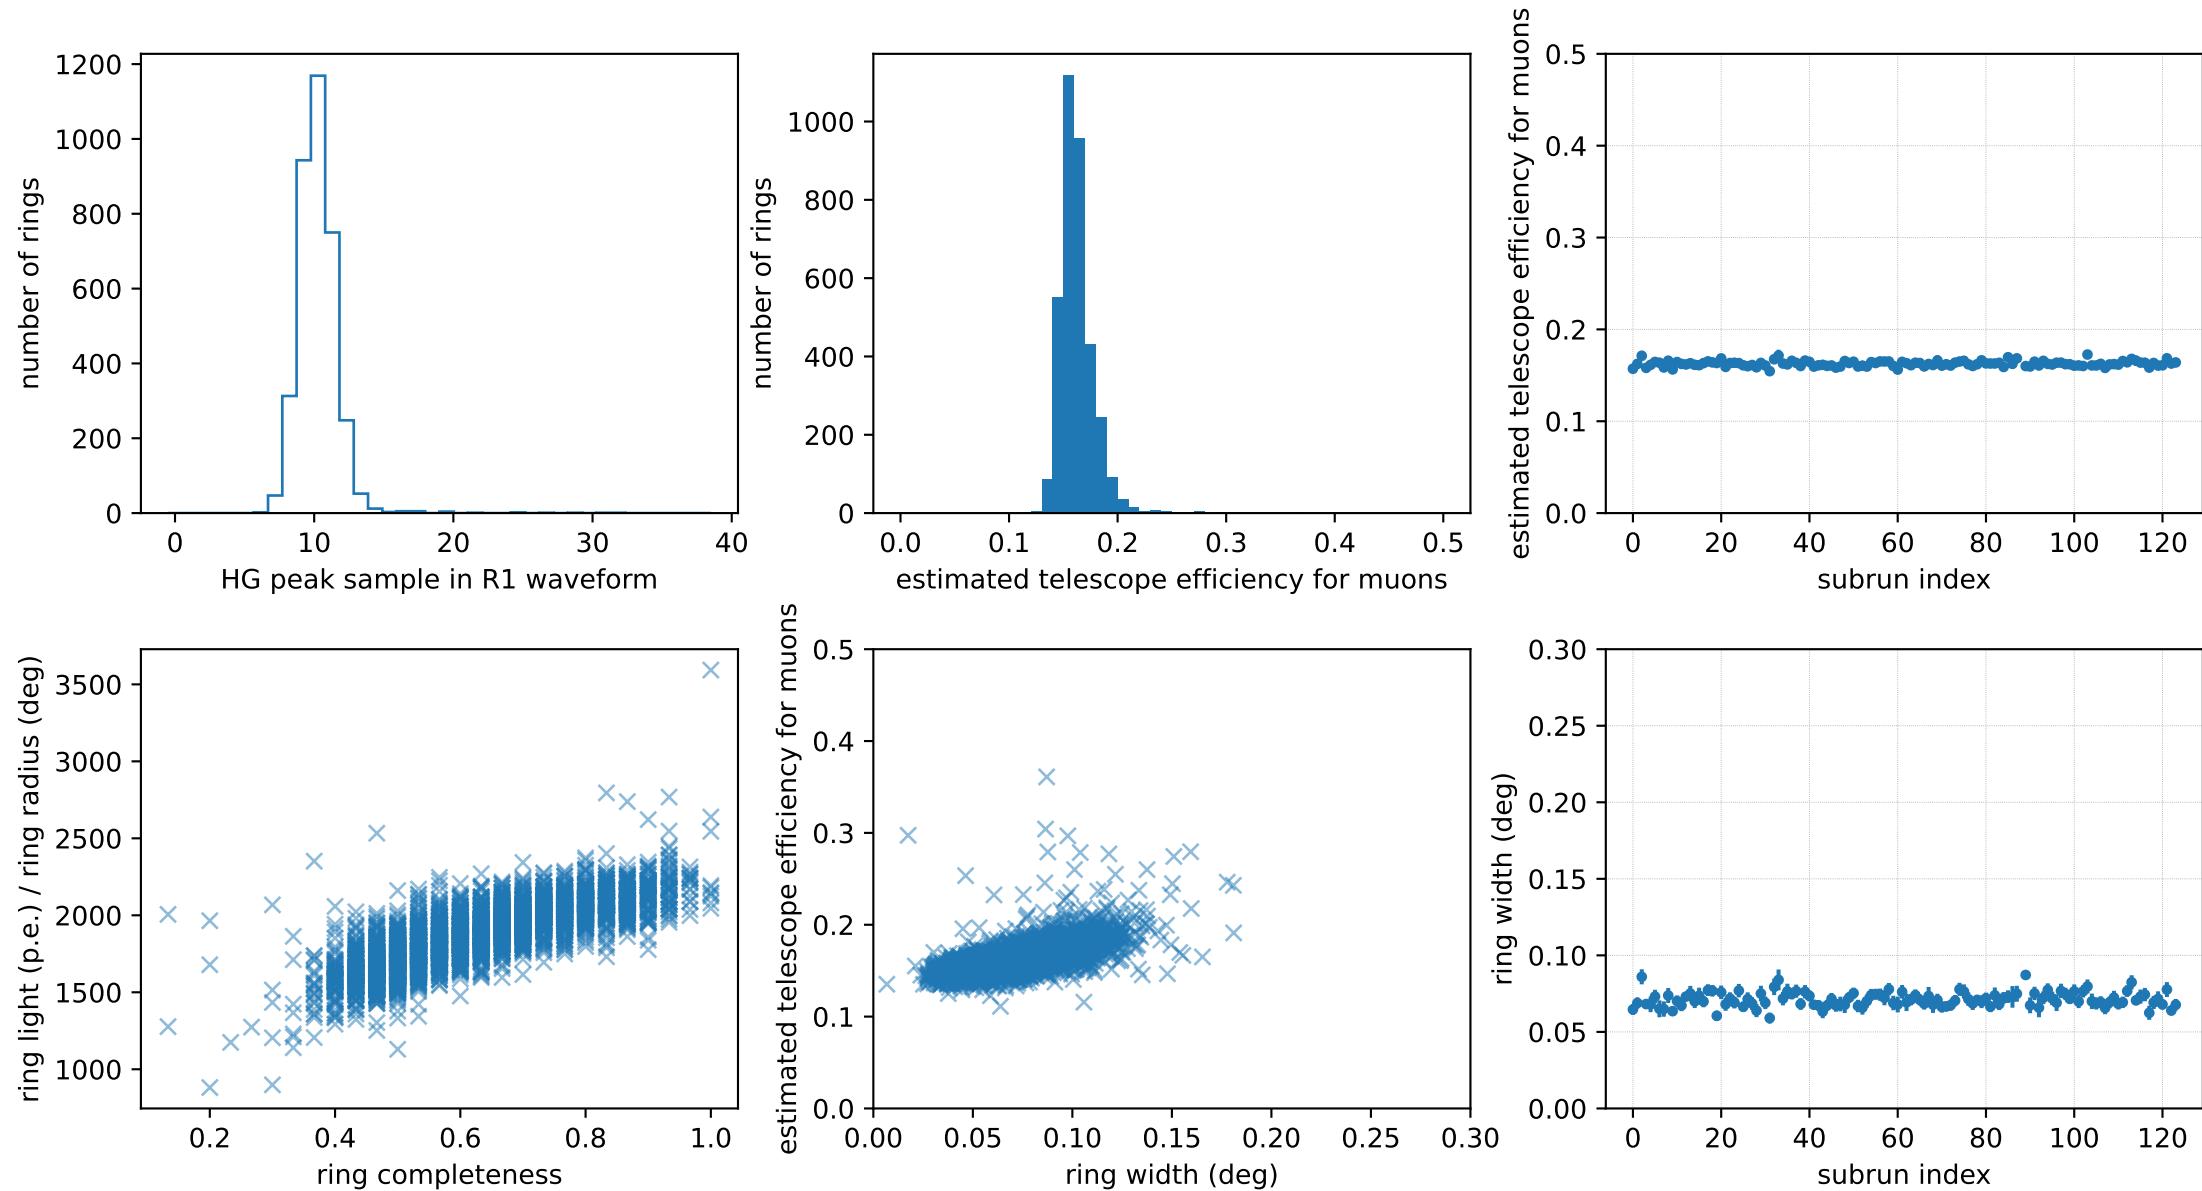 number of rings
1200
1000
800
600
400
200
0
0 10 20 30 40
HG peak sample in R1 waveform
number of rings
1000
800
600
400
200
0
0.0 0.1 0.2 0.3 0.4 0.5
estimated telescope efficiency for muons
estimated telescope efficiency for muons
0.5
0.4
0.3
0.2
0.1
0.0
0 20 40 60 80 100 120
subrun index
ring light (p.e.) / ring radius (deg)
3500
3000
2500
2000
1500
1000
0.2 0.4 0.6 0.8 1.0
ring completeness
estimated telescope efficiency for muons
0.5
0.4
0.3
0.2
0.1
0.0
0.00 0.05 0.10 0.15 0.20 0.25 0.30
ring width (deg)
ring width (deg)
0.30
0.25
0.20
0.15
0.10
0.05
0.00
0 20 40 60 80 100 120
subrun index